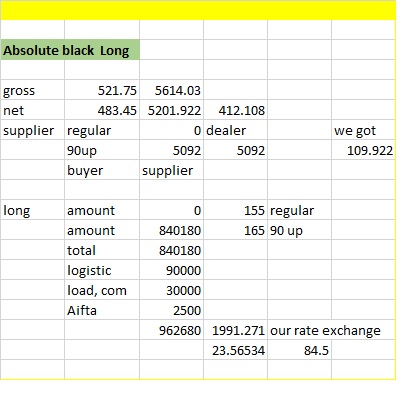 Absolute black Long
gross 521.75 5614.03
net 483.45 5201.922 412.108
supplier regular 0 dealer we got
90up 5092 5092 109.922
buyer supplier
long amount 0 155 regular
amount 840180 165 90 up
total 840180
logistic 90000
load, com 30000
Aifta 2500
962680 1991.271 our rate exchange
23.56534 84.5